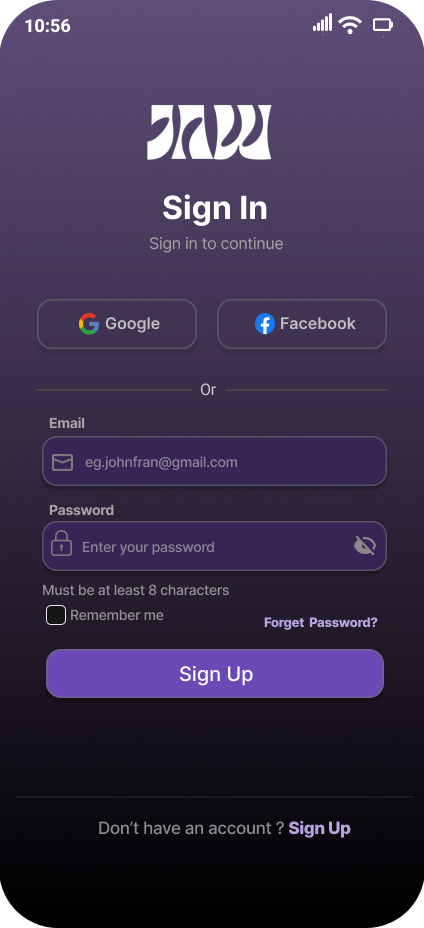 10:56
Sign In
Sign in to continue
Google
Facebook
Or
Email
eg.johnfran@gmail.com
Password
Enter your password
Must be at least 8 characters
Remember me
Forget Password?
Sign Up
Don't have an account ? Sign Up